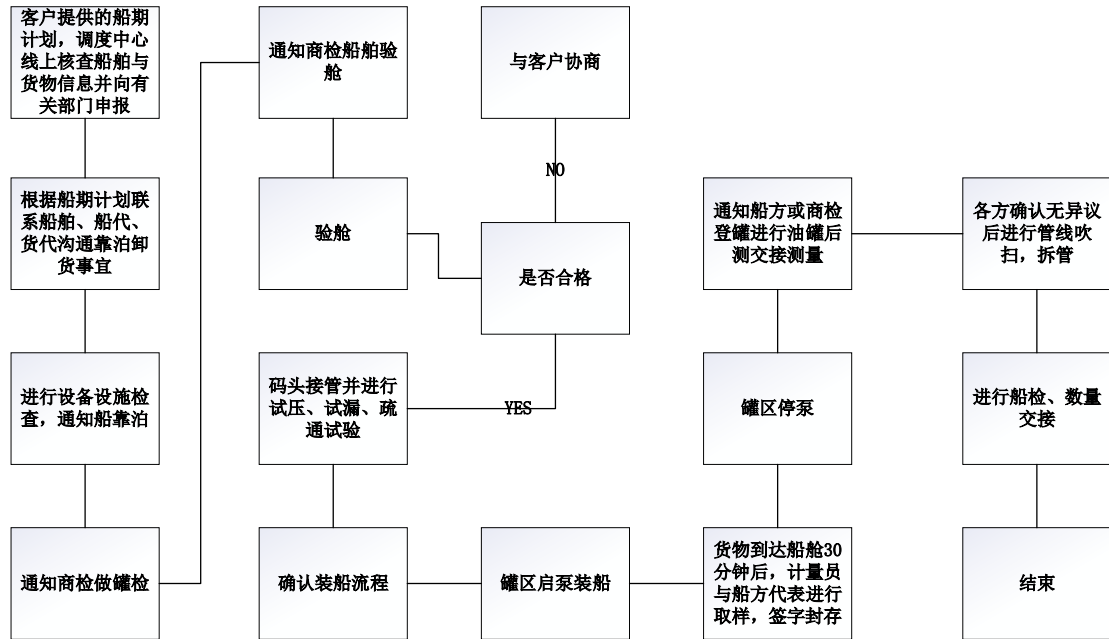 客户提供的船期
计划，调度中心
线上核查船舶与
货物信息并向有
关部门申报
根据船期计划联
系船舶、船代、
货代沟通靠泊卸
货事宜
进行设备设施检
查，通知船靠泊
通知商检做罐检
通知商检船舶验
舱
验舱
是否合格
NO
与客户协商
YES
码头接管并进行
试压、试漏、疏
通试验
确认装船流程
罐区启泵装船
货物到达船舱30
分钟后，计量员
与船方代表进行
取样，签字封存
罐区停泵
通知船方或商检
登罐进行油罐后
测交接测量
各方确认无异议
后进行管线吹
扫，拆管
进行船检、数量
交接
结束